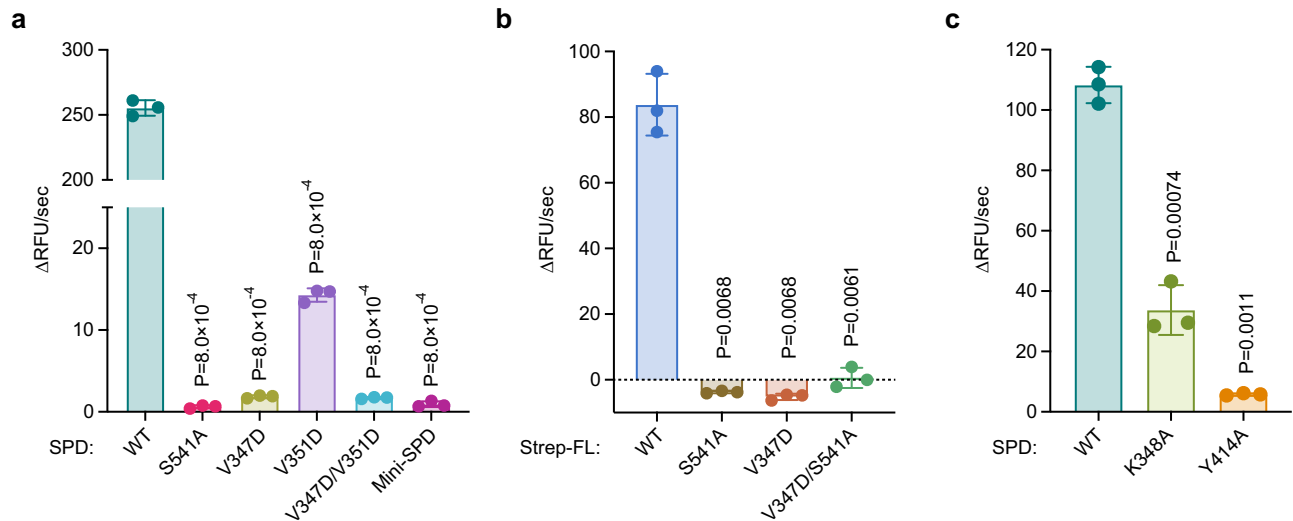 a
300
250
200
20
10
0
ΔRFU/sec
P=8.0×10⁻⁴
P=8.0×10⁻⁴
P=8.0×10⁻⁴
P=8.0×10⁻⁴
P=8.0×10⁻⁴
SPD:
WT
S541A
V347D
V351D
V347D/V351D
Mini-SPD
b
100
80
60
40
20
0
ΔRFU/sec
P=0.0068
P=0.0068
P=0.0061
Strep-FL:
WT
S541A
V347D
V347D/S541A
c
120
100
80
60
40
20
0
ΔRFU/sec
P=0.00074
P=0.0011
SPD:
WT
K348A
Y414A